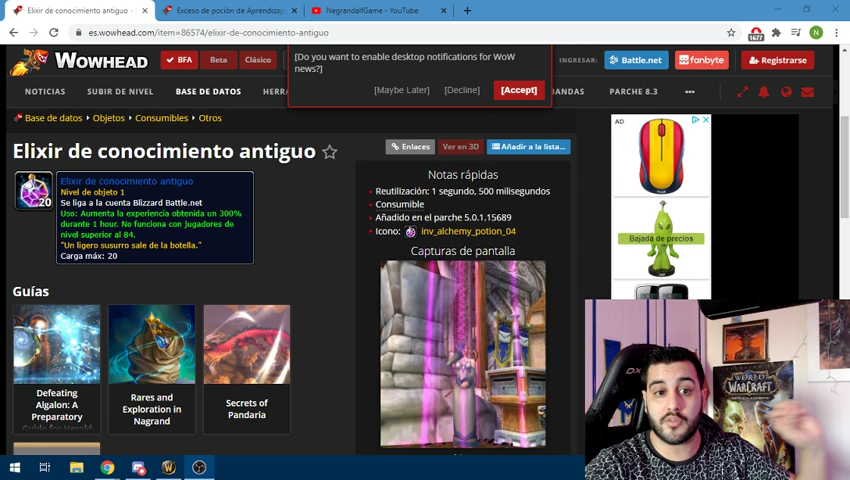 Elixir de conocimiento antiguo -
Exceso de poción de Aprendizaje
NegrandalfGame - YouTube
es.wowhead.com/item=86574/elixir-de-conocimiento-antiguo
1677
N
WOWHEAD
BFA
Beta
Clásico
[Do you want to enable desktop notifications for WoW
news?]
[Maybe Later]
[Decline]
[Accept]
INGRESAR:
Battle.net
fanbyte
Registrarse
NOTICIAS
SUBIR DE NIVEL
BASE DE DATOS
BANDAS
PARCHE 8.3
Base de datos
Objetos
Consumibles
Otros
Elixir de conocimiento antiguo
Enlaces
Ver en 3D
Añadir a la lista...
20
Elixir de conocimiento antiguo
Nivel de objeto 1
Se liga a la cuenta Blizzard Battle.net
Uso: Aumenta la experiencia obtenida un 300%
durante 1 hora. No funciona con jugadores de
nivel superior al 84.
"Un ligero susurro sale de la botella."
Carga máx: 20
Notas rápidas
Reutilización: 1 segundo, 500 milisegundos
Consumible
Añadido en el parche 5.0.1.15689
Icono:
inv_alchemy_potion_04
Capturas de pantalla
AD
Bajada de precios
Guías
Defeating
Algalon: A
Preparatory
Guide for Herald
Rares and
Exploration in
Nagrand
Secrets of
Pandaria
WORLD
WARCRAFT